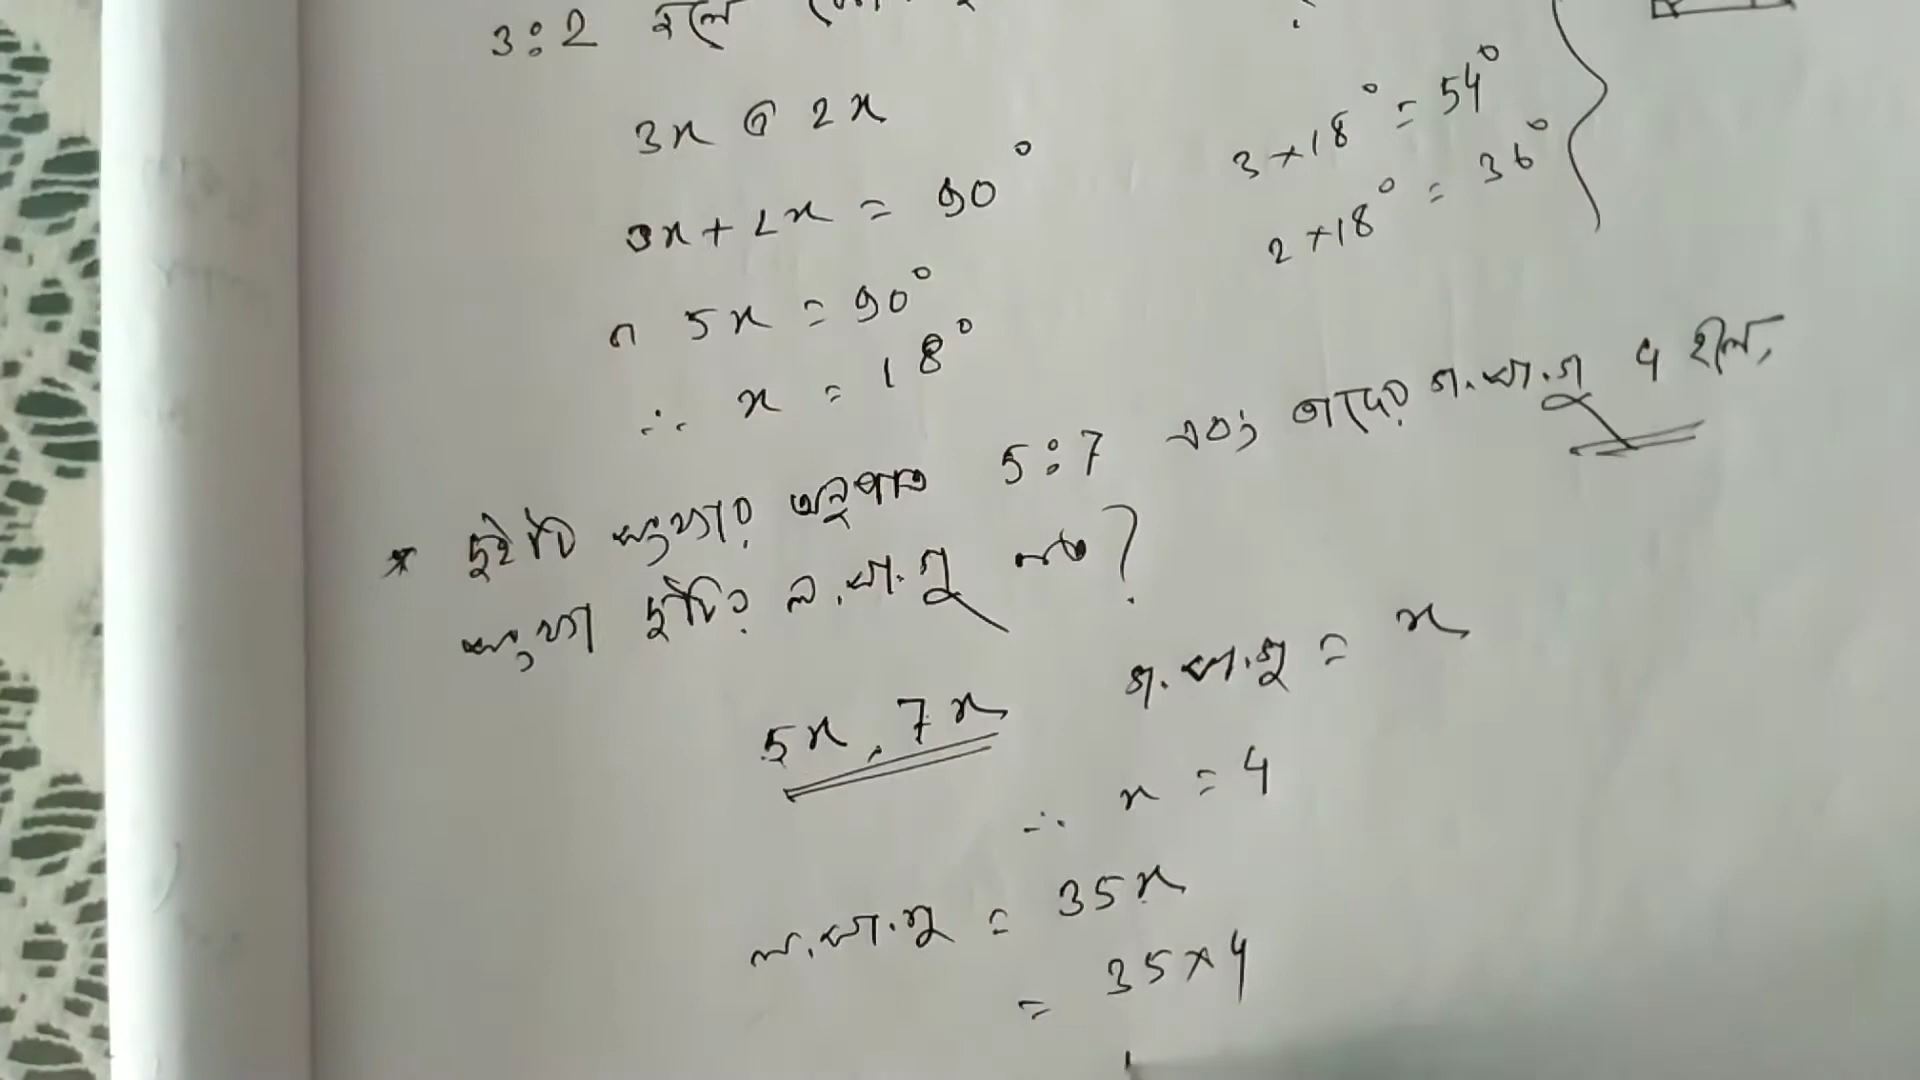 3:2 হলে
3x ও 2x
3x + 2x = 90°
বা 5x = 90°
∴ x = 18°
3 × 18° = 54°
2 × 18° = 36°
* দুইটি সংখ্যার অনুপাত 5:7 এবং তাদের গ.সা.গু 4 হলে,
সংখ্যা দুটির ল.সা.গু কত?
5x, 7x
গ.সা.গু = x
∴ x = 4
ল.সা.গু = 35x
= 35×4